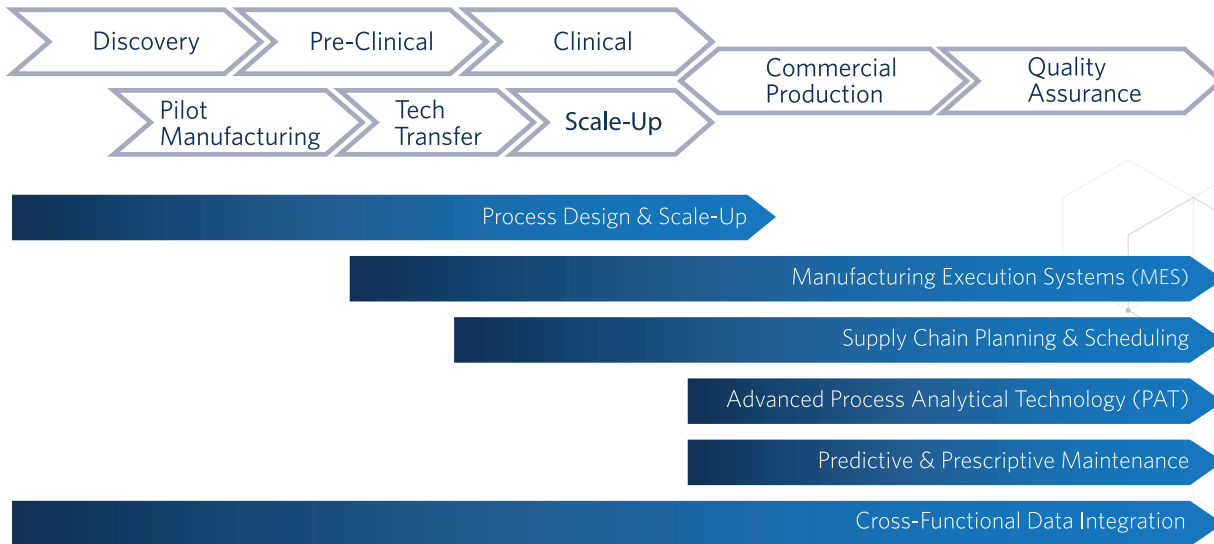 Discovery
Pre-Clinical
Clinical
Commercial
Production
Quality
Assurance
Pilot
Manufacturing
Tech
Transfer
Scale-Up
Process Design & Scale-Up
Manufacturing Execution Systems (MES)
Supply Chain Planning & Scheduling
Advanced Process Analytical Technology (PAT)
Predictive & Prescriptive Maintenance
Cross-Functional Data Integration